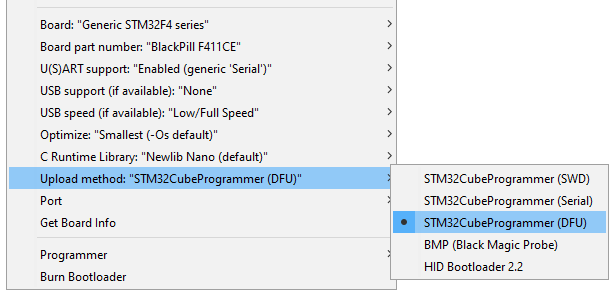 Board: "Generic STM32F4 series"
Board part number: "BlackPill F411CE"
U(S)ART support: "Enabled (generic 'Serial')"
USB support (if available): "None"
USB speed (if available): "Low/Full Speed"
Optimize: "Smallest (-Os default)"
C Runtime Library: "Newlib Nano (default)"
Upload method: "STM32CubeProgrammer (DFU)"
Port
Get Board Info
Programmer
Burn Bootloader
STM32CubeProgrammer (SWD)
STM32CubeProgrammer (Serial)
STM32CubeProgrammer (DFU)
BMP (Black Magic Probe)
HID Bootloader 2.2